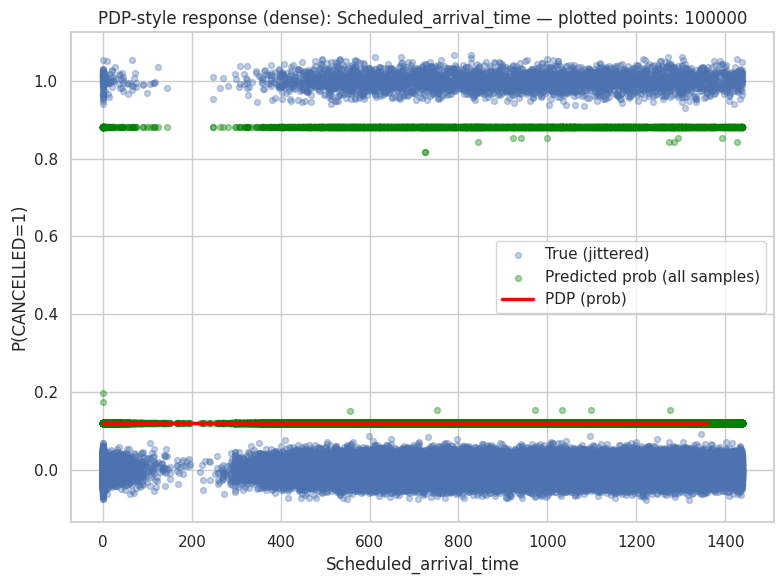 PDP-style response (dense): Scheduled_arrival_time — plotted points: 100000
P(CANCELLED=1)
1.0
0.8
0.6
0.4
0.2
0.0
True (jittered)
Predicted prob (all samples)
PDP (prob)
0 200 400 600 800 1000 1200 1400
Scheduled_arrival_time